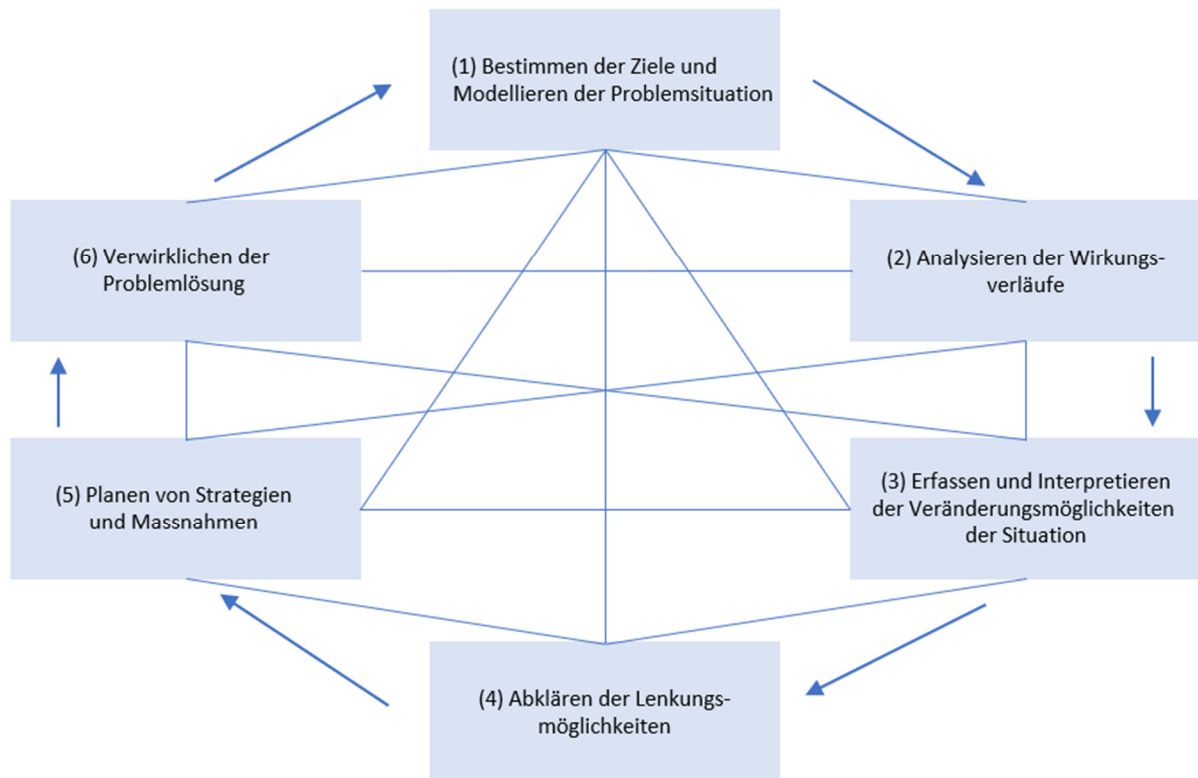 (1) Bestimmen der Ziele und
Modellieren der Problemsituation
(2) Analysieren der Wirkungs-
verläufe
(3) Erfassen und Interpretieren
der Veränderungsmöglichkeiten
der Situation
(4) Abklären der Lenkungs-
möglichkeiten
(5) Planen von Strategien
und Massnahmen
(6) Verwirklichen der
Problemlösung